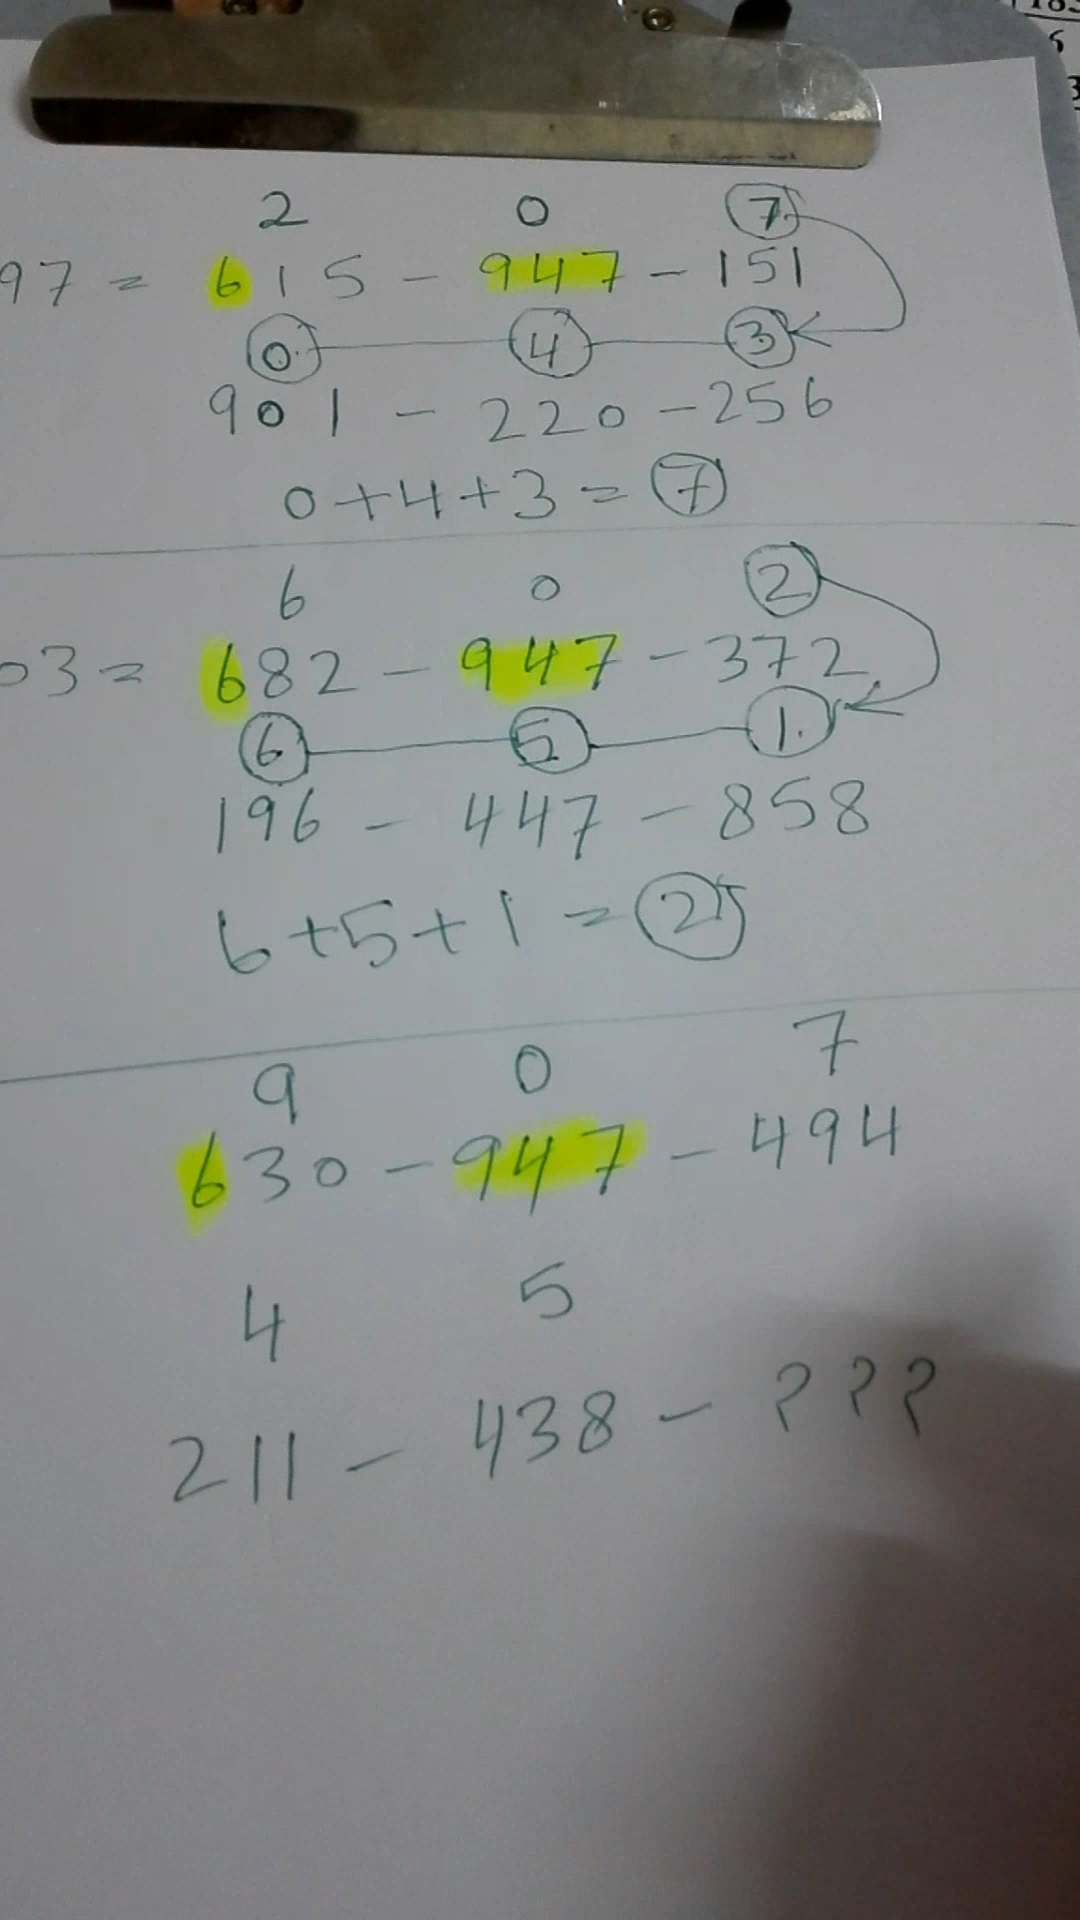 2 0 7
97 = 615 - 947 - 151
0 4 3
901 - 220 - 256
0+4+3 = 7
6 0 2
03 = 682 - 947 - 372
6 5 1
196 - 447 - 858
6+5+1 = 2
9 0 7
630 - 947 - 494
4 5
211 - 438 - ???